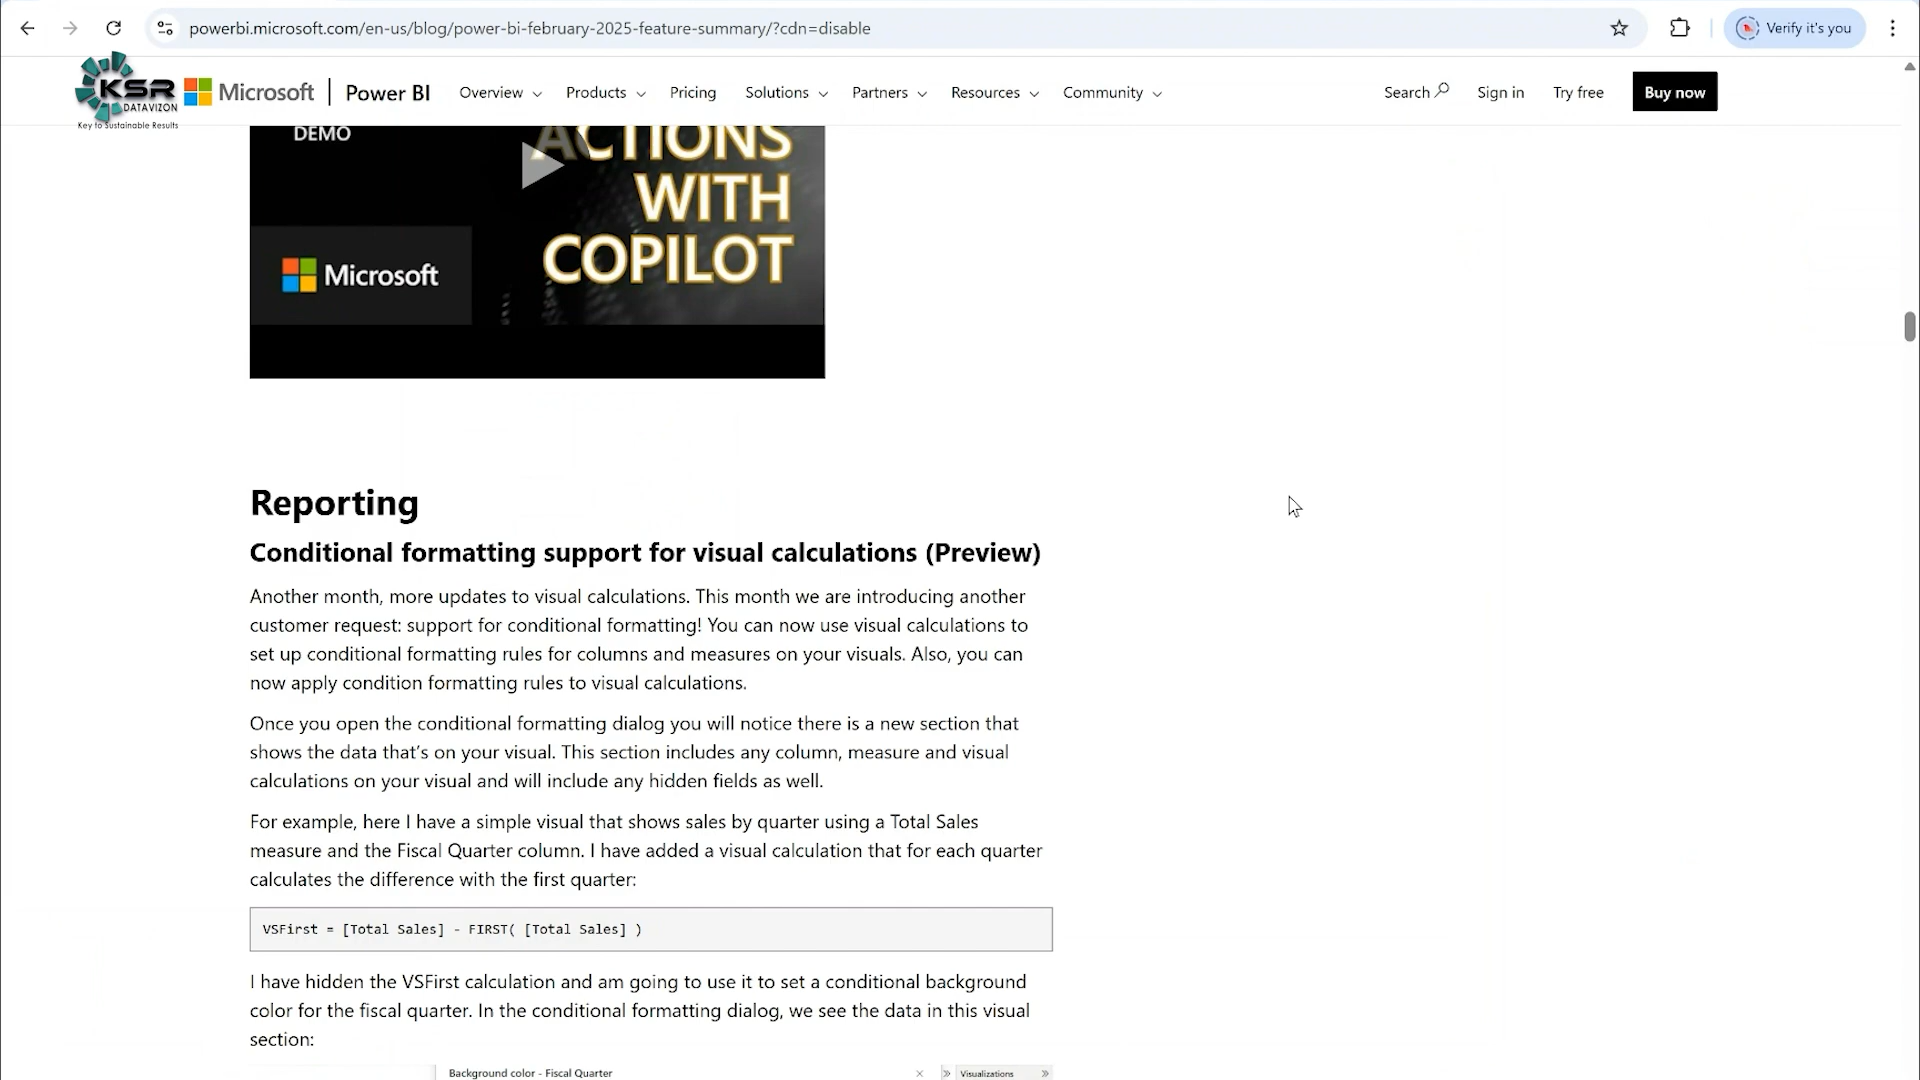 powerbi.microsoft.com/en-us/blog/power-bi-february-2025-feature-summary/?cdn=disable
Verify it's you
KSR
DATAVIZON
Key to Sustainable Results
Microsoft
Power BI
Overview
Products
Pricing
Solutions
Partners
Resources
Community
Search
Sign in
Try free
Buy now
DEMO
ACTIONS
WITH
COPILOT
Microsoft
Reporting
Conditional formatting support for visual calculations (Preview)
Another month, more updates to visual calculations. This month we are introducing another
customer request: support for conditional formatting! You can now use visual calculations to
set up conditional formatting rules for columns and measures on your visuals. Also, you can
now apply condition formatting rules to visual calculations.
Once you open the conditional formatting dialog you will notice there is a new section that
shows the data that's on your visual. This section includes any column, measure and visual
calculations on your visual and will include any hidden fields as well.
For example, here I have a simple visual that shows sales by quarter using a Total Sales
measure and the Fiscal Quarter column. I have added a visual calculation that for each quarter
calculates the difference with the first quarter:
VSFirst = [Total Sales] - FIRST( [Total Sales] )
I have hidden the VSFirst calculation and am going to use it to set a conditional background
color for the fiscal quarter. In the conditional formatting dialog, we see the data in this visual
section:
Background color - Fiscal Quarter
Visualizations